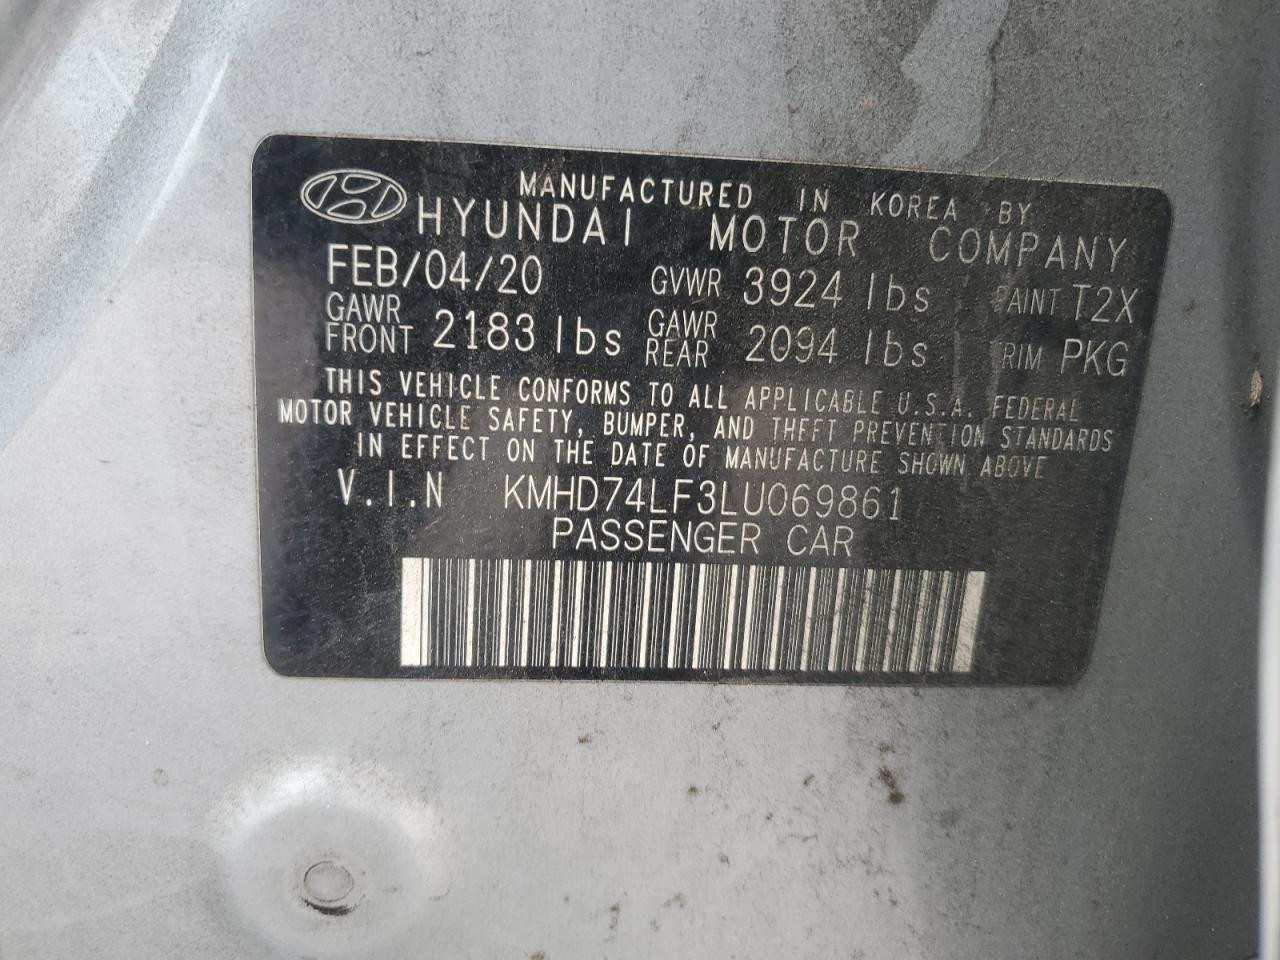 MANUFACTURED IN KOREA BY
HYUNDAI MOTOR COMPANY
FEB/04/20 GVWR 3924 lbs PAINT T2X
GAWR FRONT 2183 lbs GAWR REAR 2094 lbs TRIM PKG
THIS VEHICLE CONFORMS TO ALL APPLICABLE U.S.A. FEDERAL
MOTOR VEHICLE SAFETY, BUMPER, AND THEFT PREVENTION STANDARDS
IN EFFECT ON THE DATE OF MANUFACTURE SHOWN ABOVE
V.I.N KMHD74LF3LU069861
PASSENGER CAR